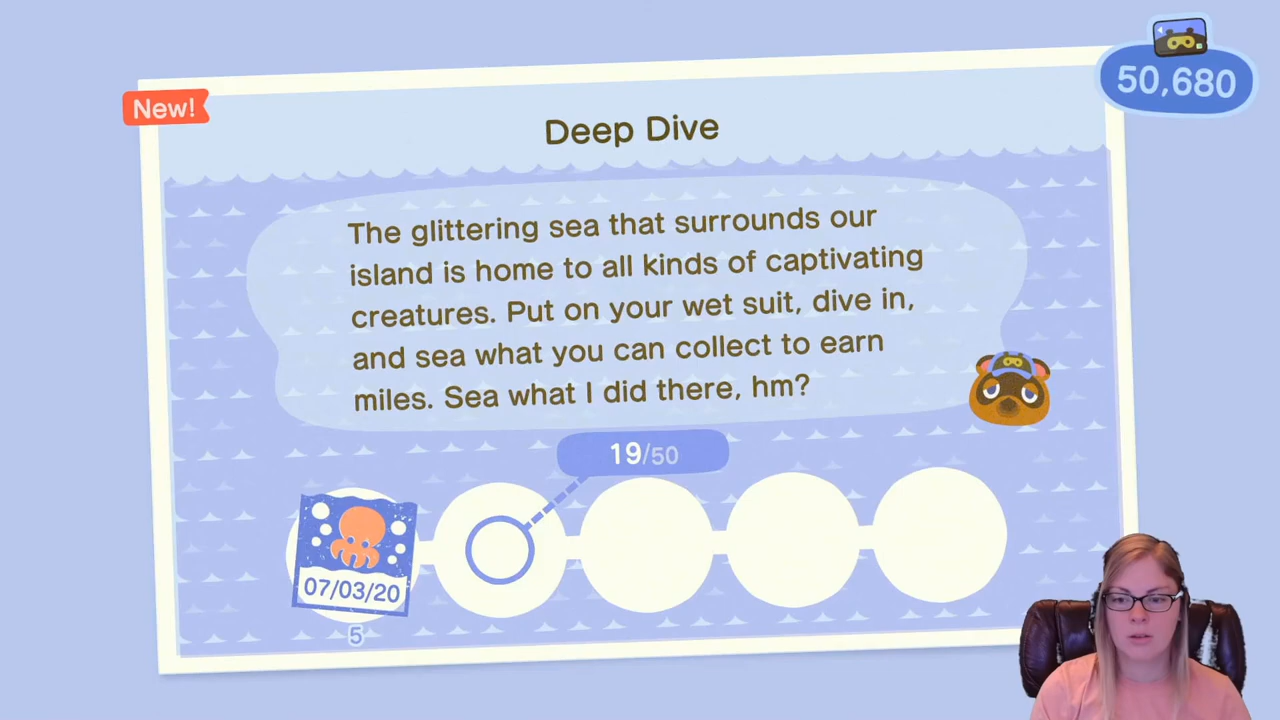 50,680
New!
Deep Dive
The glittering sea that surrounds our
island is home to all kinds of captivating
creatures. Put on your wet suit, dive in,
and sea what you can collect to earn
miles. Sea what I did there, hm?
19/50
07/03/20
5